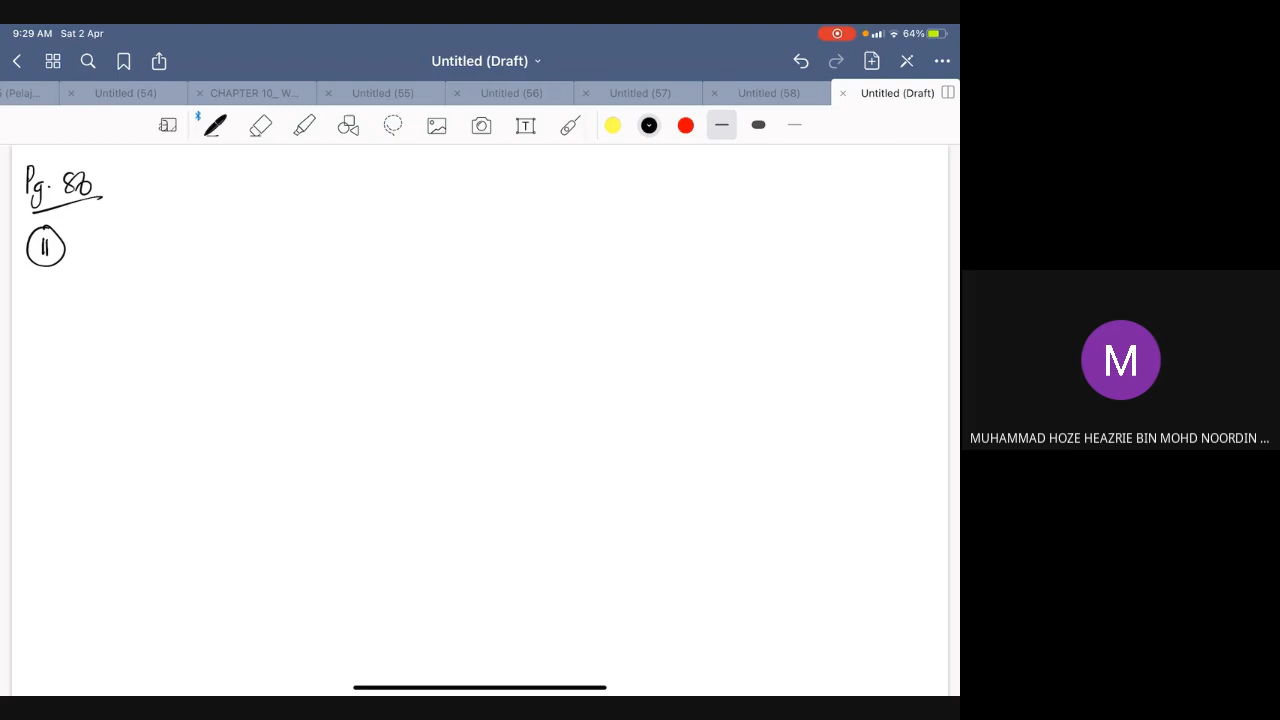 9:29 AM Sat 2 Apr 64%
Untitled (Draft)
(Pelaj... Untitled (54) CHAPTER 10_ W... Untitled (55) Untitled (56) Untitled (57) Untitled (58) Untitled (Draft)
T
Pg. 86
11
M
MUHAMMAD HOZE HEAZRIE BIN MOHD NOORDIN ...